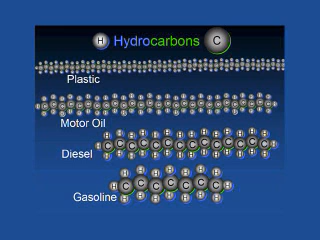 H Hydrocarbons C
Plastic
Motor Oil
Diesel
Gasoline